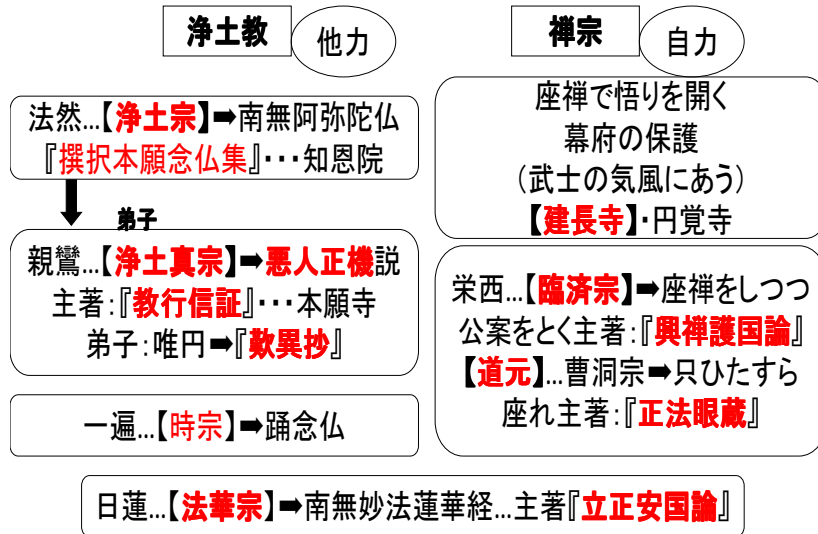 浄土教
他力
法然…【浄土宗】➡南無阿弥陀仏
『撰択本願念仏集』・・・知恩院
弟子
親鸞…【浄土真宗】➡悪人正機説
主著：『教行信証』・・・本願寺
弟子：唯円➡『歎異抄』
一遍…【時宗】➡踊念仏
禅宗
自力
座禅で悟りを開く
幕府の保護
(武士の気風にあう)
【建長寺】・円覚寺
栄西…【臨済宗】➡座禅をしつつ
公案をとく主著：『興禅護国論』
【道元】…曹洞宗➡只ひたすら
座れ主著：『正法眼蔵』
日蓮…【法華宗】➡南無妙法蓮華経…主著『立正安国論』